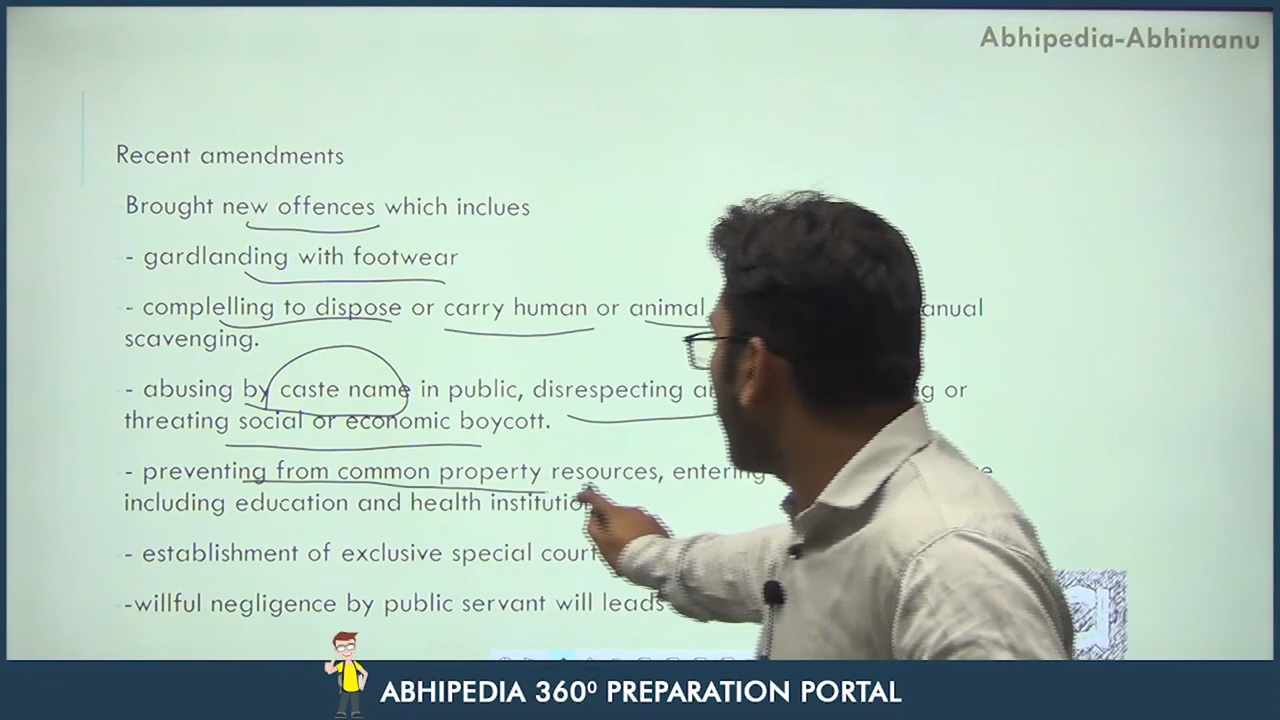 Abhipedia-Abhimanu
Recent amendments
Brought new offences which inclues
- gardlanding with footwear
- complelling to dispose or carry human or animal anual
scavenging.
- abusing by caste name in public, disrespecting or
threating social or economic boycott.
- preventing from common property resources, entering
including education and health
- establishment of exclusive special
-willful negligence by public servant will leads
ABHIPEDIA 360⁰ PREPARATION PORTAL